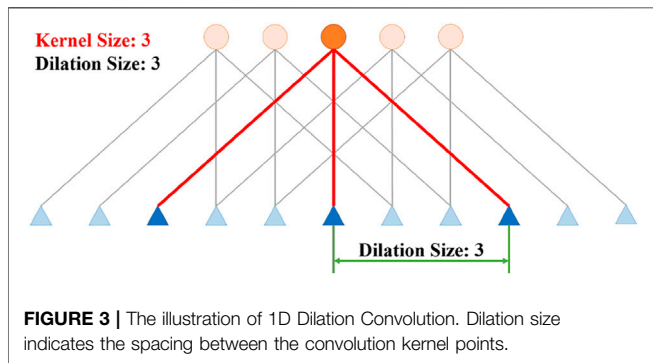 Kernel Size: 3
Dilation Size: 3
Dilation Size: 3
FIGURE 3 | The illustration of 1D Dilation Convolution. Dilation size
indicates the spacing between the convolution kernel points.